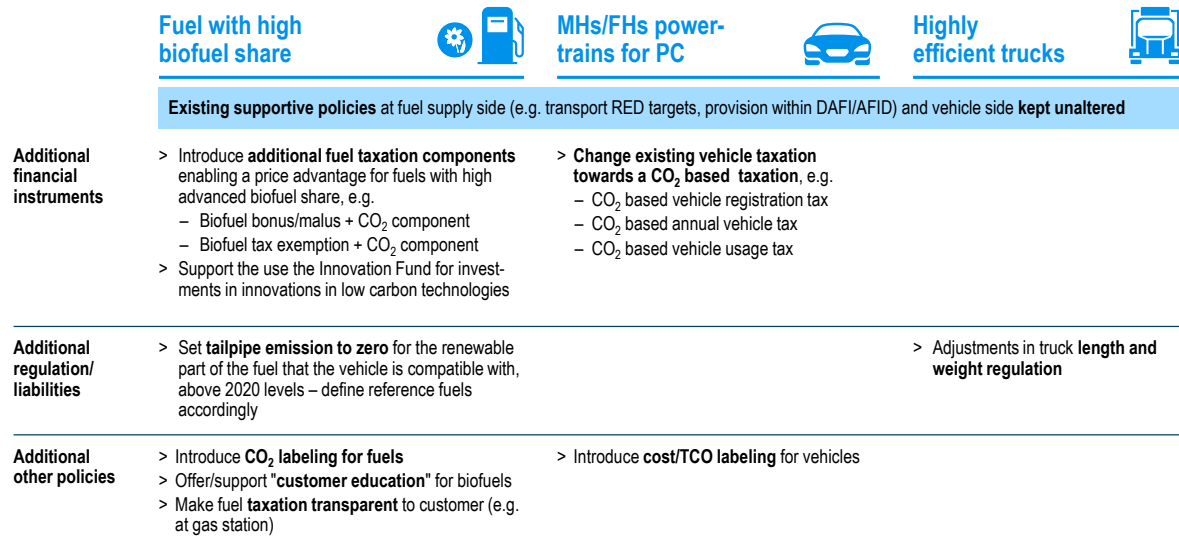 Fuel with high
biofuel share
MHs/FHs power-
trains for PC
Highly
efficient trucks
Existing supportive policies at fuel supply side (e.g. transport RED targets, provision within DAFI/AFID) and vehicle side kept unaltered
Additional
financial
instruments
> Introduce additional fuel taxation components
enabling a price advantage for fuels with high
advanced biofuel share, e.g.
– Biofuel bonus/malus + CO2 component
– Biofuel tax exemption + CO2 component
> Support the use the Innovation Fund for invest-
ments in innovations in low carbon technologies
> Change existing vehicle taxation
towards a CO2 based taxation, e.g.
– CO2 based vehicle registration tax
– CO2 based annual vehicle tax
– CO2 based vehicle usage tax
Additional
regulation/
liabilities
> Set tailpipe emission to zero for the renewable
part of the fuel that the vehicle is compatible with,
above 2020 levels – define reference fuels
accordingly
> Adjustments in truck length and
weight regulation
Additional
other policies
> Introduce CO2 labeling for fuels
> Offer/support "customer education" for biofuels
> Make fuel taxation transparent to customer (e.g.
at gas station)
> Introduce cost/TCO labeling for vehicles